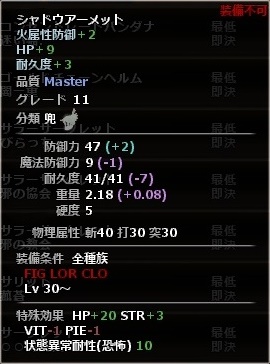 装備不可
シャドウアーメット
火属性防御+2
HP+9
耐久度+3
品質 Master
グレード 11
分類 兜
防御力 47 (+2)
魔法防御力 9 (-1)
耐久度 41/41 (-7)
重量 2.18 (+0.08)
硬度 5
物理属性 斬40 打30 突30
装備条件 全種族
FIG LOR CLO
Lv 30～
特殊効果 HP+20 STR+3
VIT-1 PIE-1
状態異常耐性(恐怖) 10